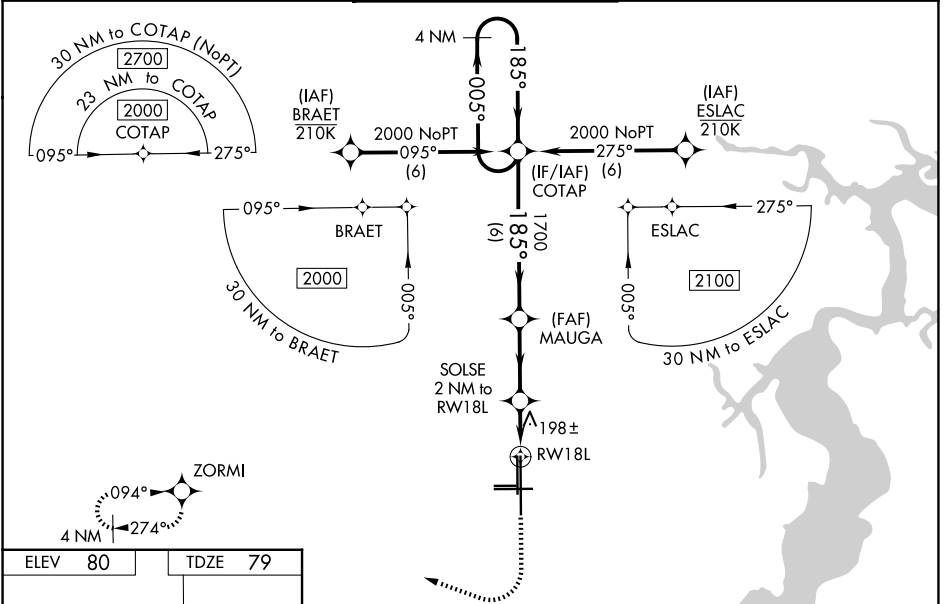 30 NM to COTAP (NoPT)
2700
23 NM to COTAP
2000
COTAP
095°
275°
4 NM
185°
005°
(IAF)
BRAET
210K
2000 NoPT
095°
(6)
(IAF)
ESLAC
210K
2000 NoPT
275°
(6)
(IF/IAF)
COTAP
1700
185°
(6)
095°
BRAET
2000
005°
30 NM to BRAET
275°
ESLAC
2100
005°
30 NM to ESLAC
(FAF)
MAUGA
SOLSE
2 NM to
RW18L
198±
RW18L
ZORMI
094°
274°
4 NM
ELEV 80
TDZE 79